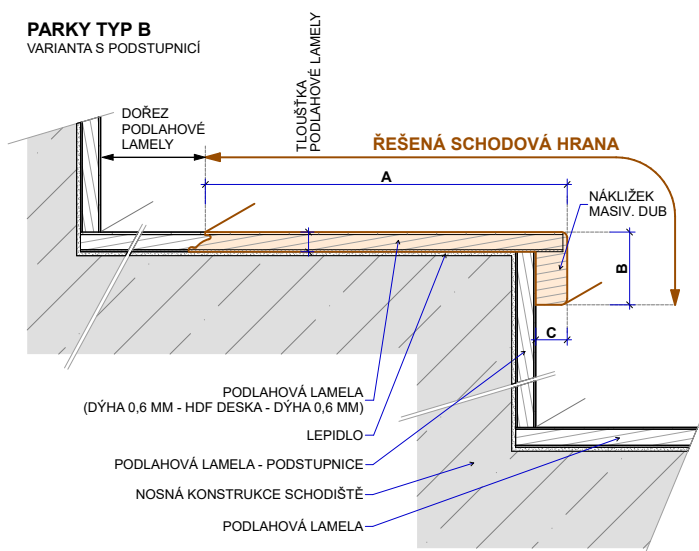 PARKY TYP B
VARIANTA S PODSTUPNICÍ
DOŘEZ
PODLAHOVÉ
LAMELY
TLOUŠŤKA
PODLAHOVÉ LAMELY
ŘEŠENÁ SCHODOVÁ HRANA
A
NÁKLIŽEK
MASIV. DUB
B
C
PODLAHOVÁ LAMELA
(DÝHA 0,6 MM - HDF DESKA - DÝHA 0,6 MM)
LEPIDLO
PODLAHOVÁ LAMELA - PODSTUPNICE
NOSNÁ KONSTRUKCE SCHODIŠTĚ
PODLAHOVÁ LAMELA